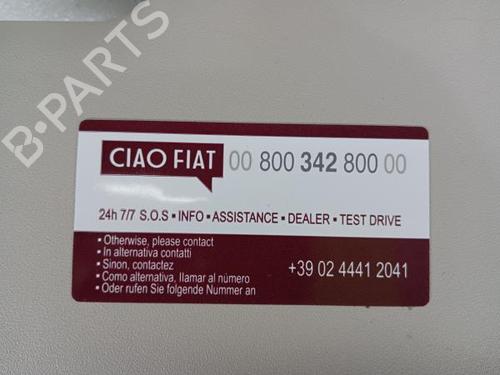 B-PARTS
CIAO FIAT 00 800 342 800 00
24h 7/7 S.O.S ▪ INFO ▪ ASSISTANCE ▪ DEALER ▪ TEST DRIVE
▪ Otherwise, please contact
▪ In alternativa contatti
▪ Sinon, contactez
▪ Como alternativa, llamar al número
▪ Oder rufen Sie folgende Nummer an
+39 02 4441 2041